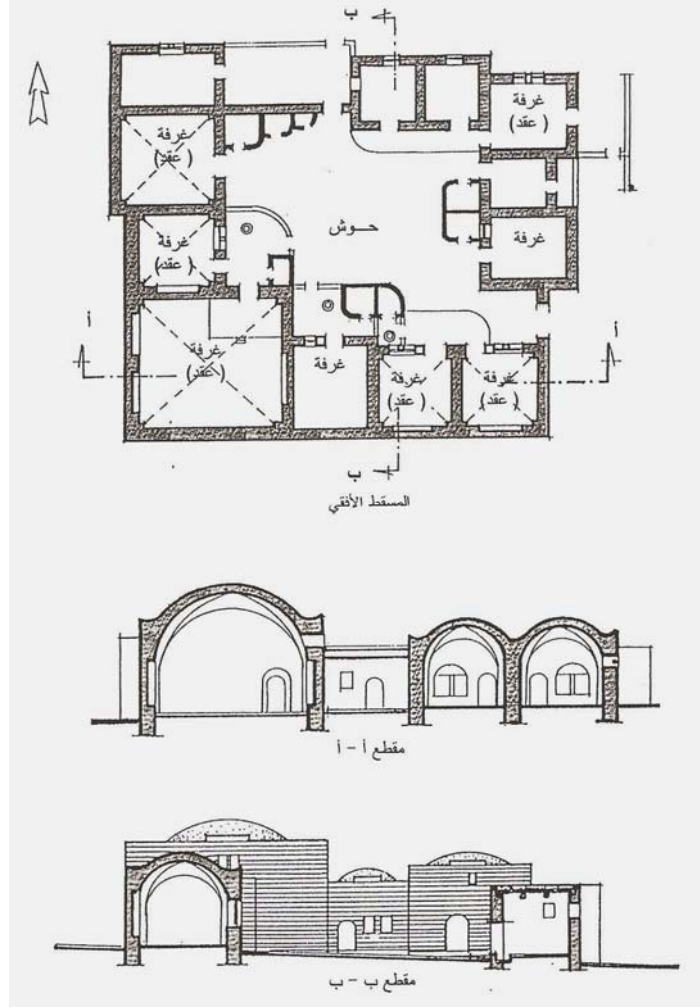 ب
غرفة
(عقد)
غرفة
(عقد)
غرفة
(عقد)
حوش
غرفة
أ
أ
غرفة
(عقد)
غرفة
غرفة
(عقد)
غرفة
(عقد)
ب
المسقط الأفقي
مقطع أ - أ
مقطع ب - ب